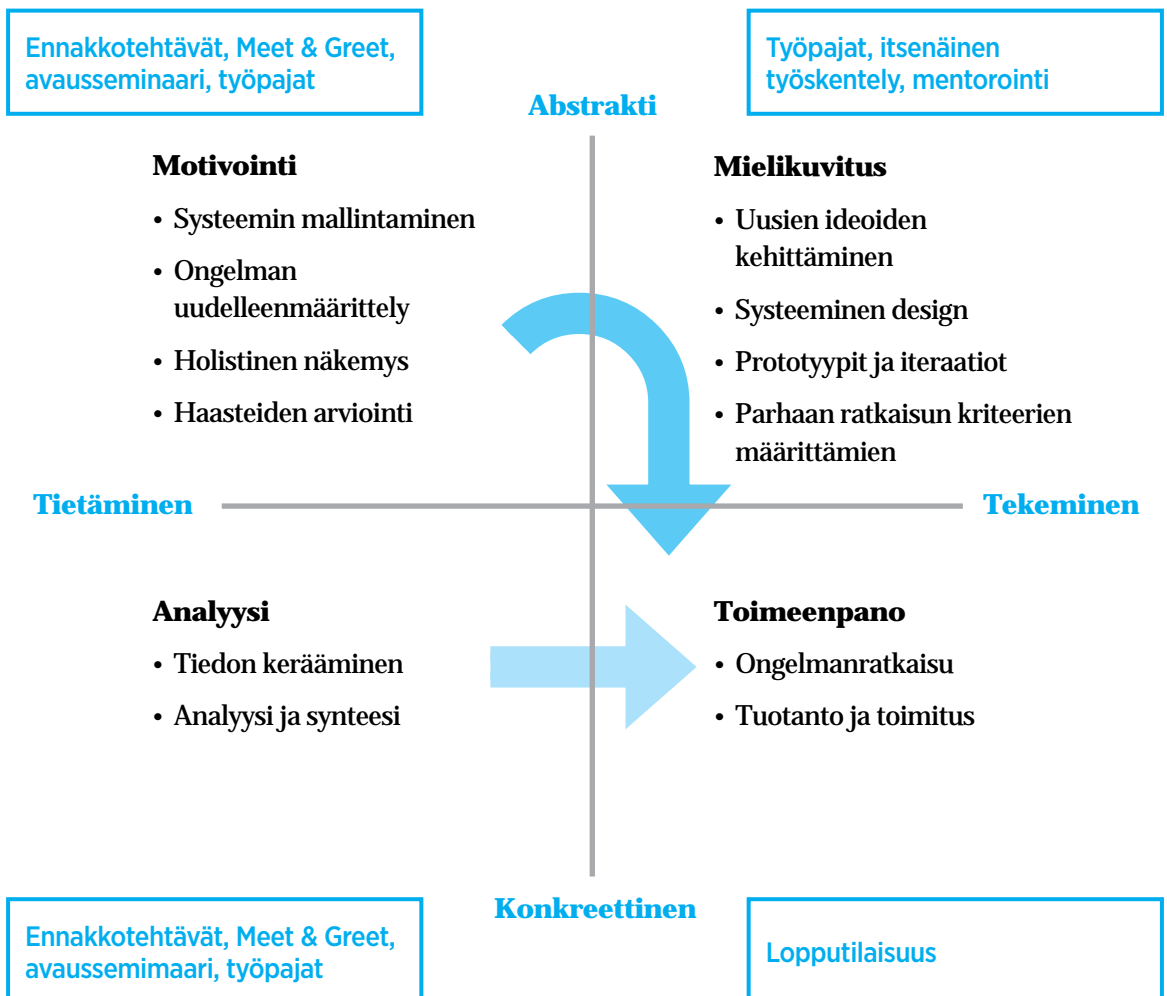 Ennakkotehtävät, Meet & Greet,
avausseminaari, työpajat
Työpajat, itsenäinen
työskentely, mentorointi
Abstrakti
Motivointi
• Systeemin mallintaminen
• Ongelman
uudelleenmäärittely
• Holistinen näkemys
• Haasteiden arviointi
Mielikuvitus
• Uusien ideoiden
kehittäminen
• Systeeminen design
• Prototyypit ja iteraatiot
• Parhaan ratkaisun kriteerien
määrittämien
Tietäminen
Tekeminen
Analyysi
• Tiedon kerääminen
• Analyysi ja synteesi
Toimeenpano
• Ongelmanratkaisu
• Tuotanto ja toimitus
Konkreettinen
Ennakkotehtävät, Meet & Greet,
avaussemimaari, työpajat
Lopputilaisuus